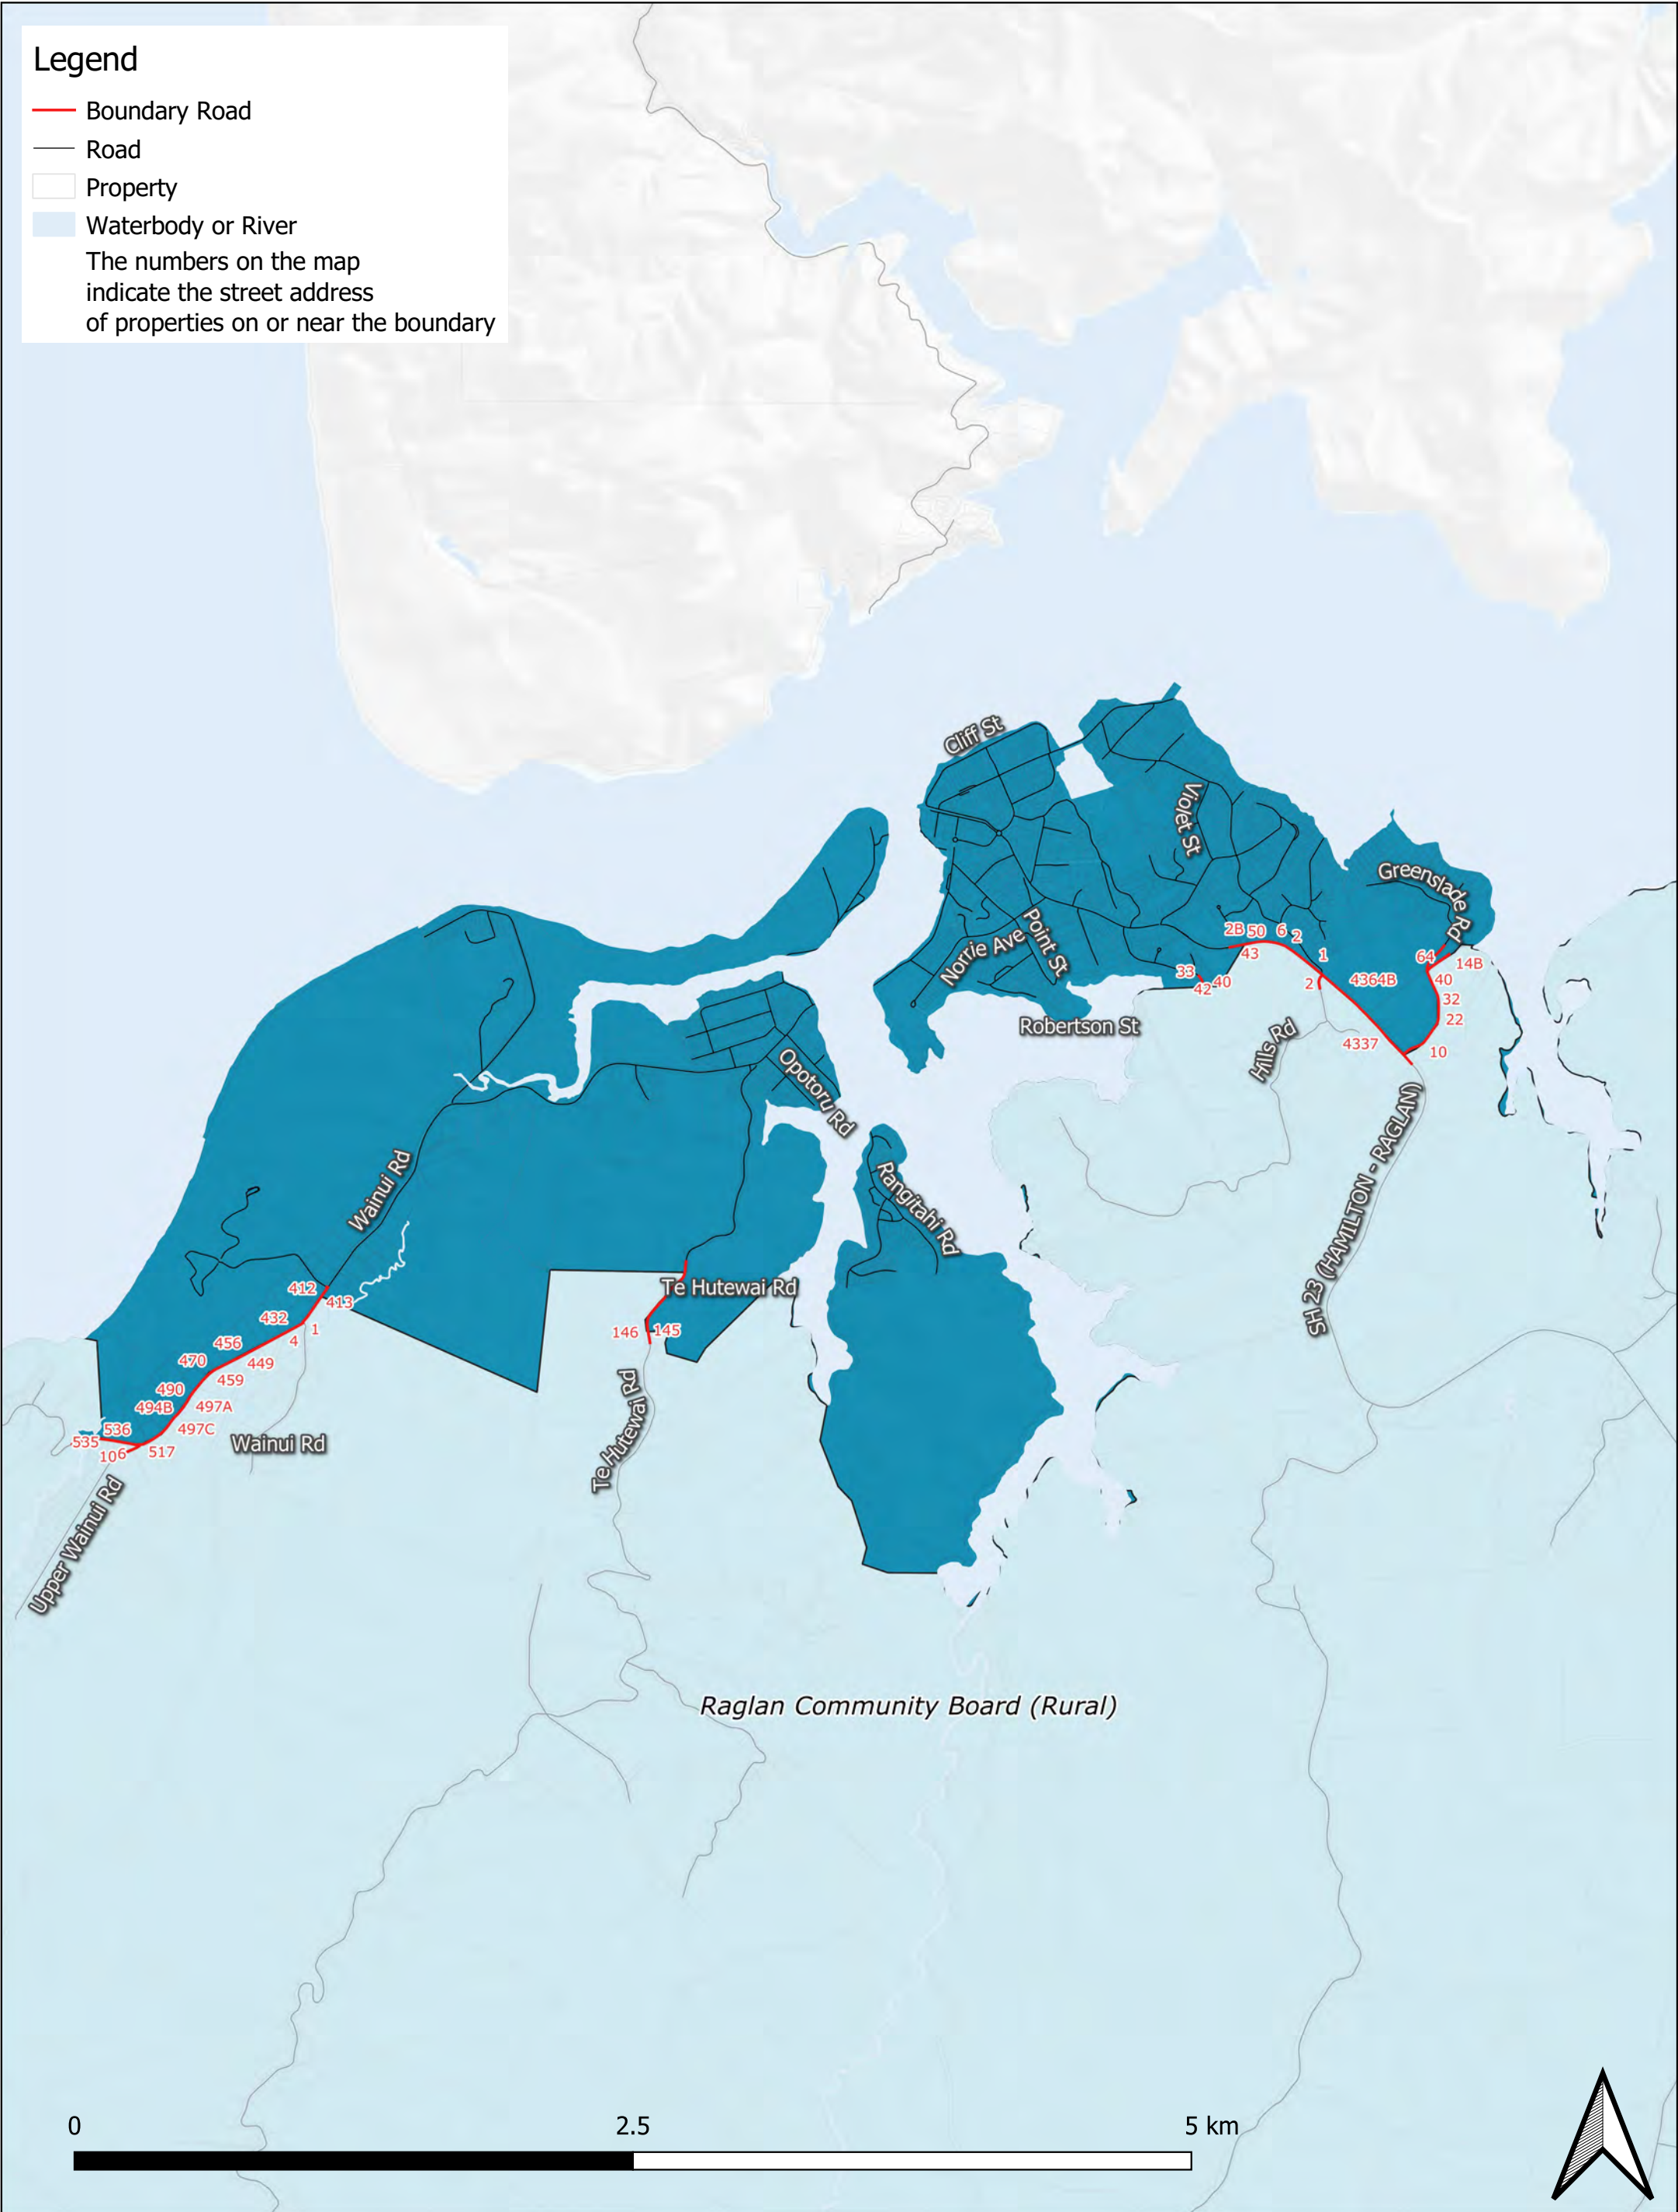 Legend
Boundary Road
Road
Property
Waterbody or River
The numbers on the map
indicate the street address
of properties on or near the boundary
Cliff St
Violet St
Greenslade Rd
Point St
Norrie Ave
2B
50
6
2
43
1
64
14B
33
40
42
2
4364B
40
32
22
Robertson St
Hills Rd
4337
10
Opotoru Rd
SH 23 (HAMILTON - RAGLAN)
Wainui Rd
Rangitahi Rd
412
413
Te Hutewai Rd
432
1
146
145
4
456
449
470
459
490
494B
497A
Te Hutewai Rd
536
497C
535
Wainui Rd
106
517
Upper Wainui Rd
Raglan Community Board (Rural)
0
2.5
5 km